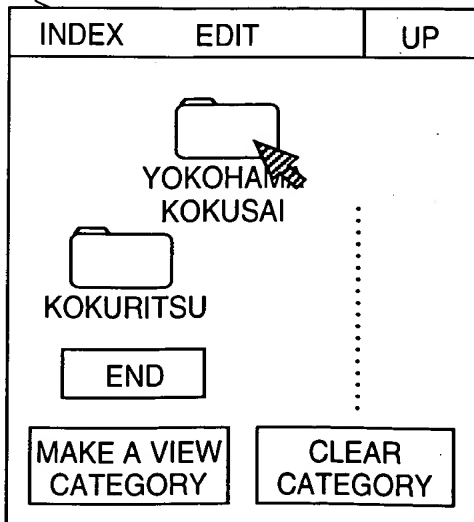 INDEX EDIT UP
YOKOHAMA
KOKUSAI
KOKURITSU
END
MAKE A VIEW
CATEGORY
CLEAR
CATEGORY